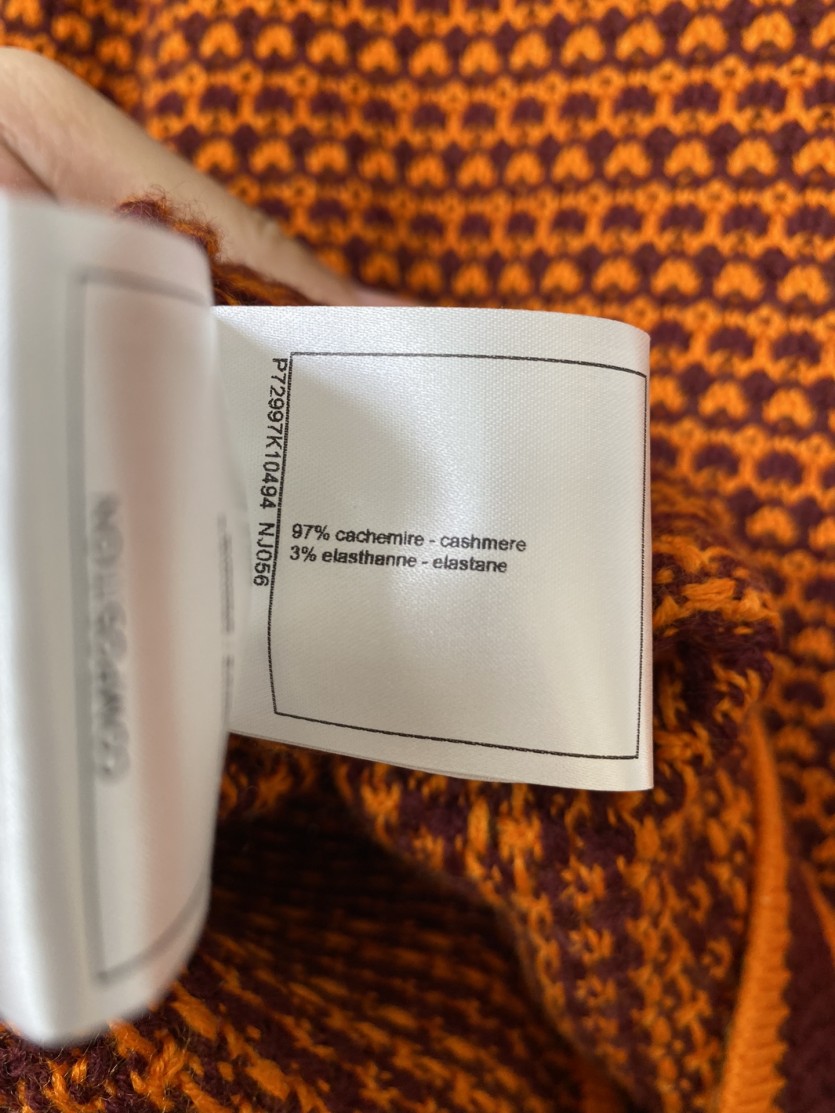 P72997K10494 NJ056
97% cachemire - cashmere
3% elasthanne - elastane